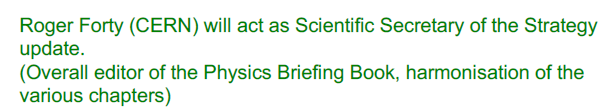 Roger Forty (CERN) will act as Scientific Secretary of the Strategy
update.
(Overall editor of the Physics Briefing Book, harmonisation of the
various chapters)